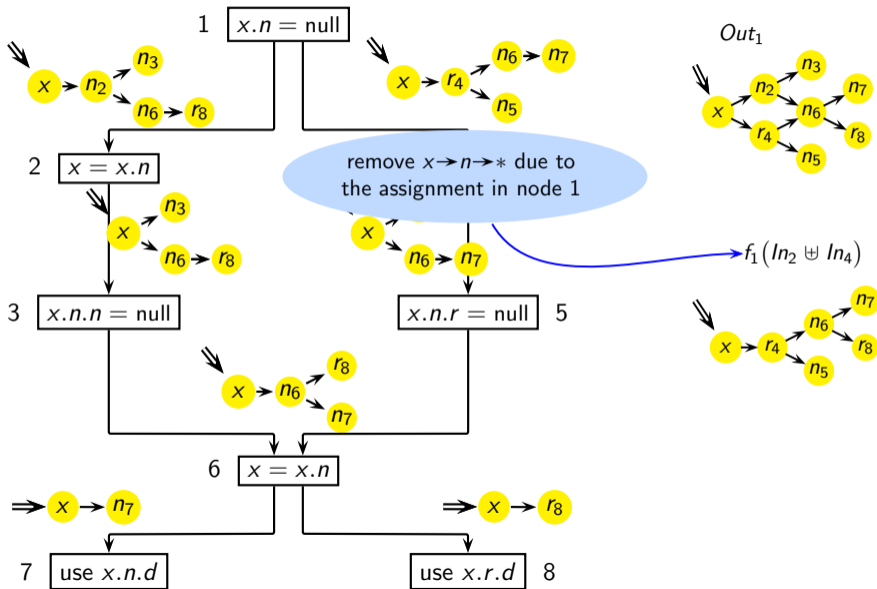 1 x.n = null
Out₁
x n₂ n₃ n₆ r₈
x r₄ n₆ n₇ n₅
x n₂ n₃ n₆ n₇ r₄ r₈ n₅
2 x = x.n
remove x→n→* due to
the assignment in node 1
x n₃ n₆ r₈
x n₆ n₇
f₁(In₂ ⊎ In₄)
3 x.n.n = null
x.n.r = null 5
x r₄ n₆ n₇ r₈ n₅
x n₆ r₈ n₇
6 x = x.n
x n₇
x r₈
7 use x.n.d
use x.r.d 8